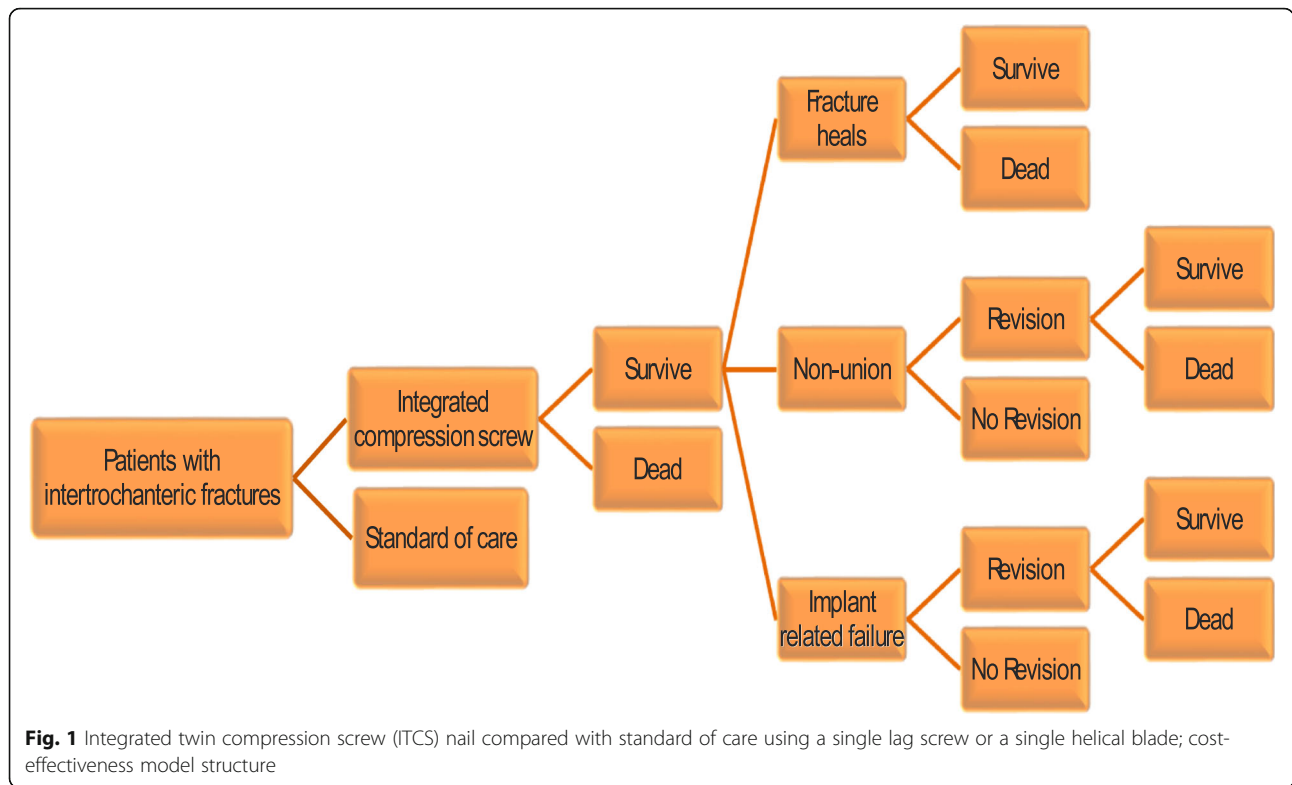 Patients with
intertrochanteric fractures
Integrated
compression screw
Standard of care
Survive
Dead
Fracture
heals
Survive
Dead
Non-union
Revision
Survive
Dead
No Revision
Implant
related failure
Revision
Survive
Dead
No Revision
Fig. 1 Integrated twin compression screw (ITCS) nail compared with standard of care using a single lag screw or a single helical blade; cost-
effectiveness model structure